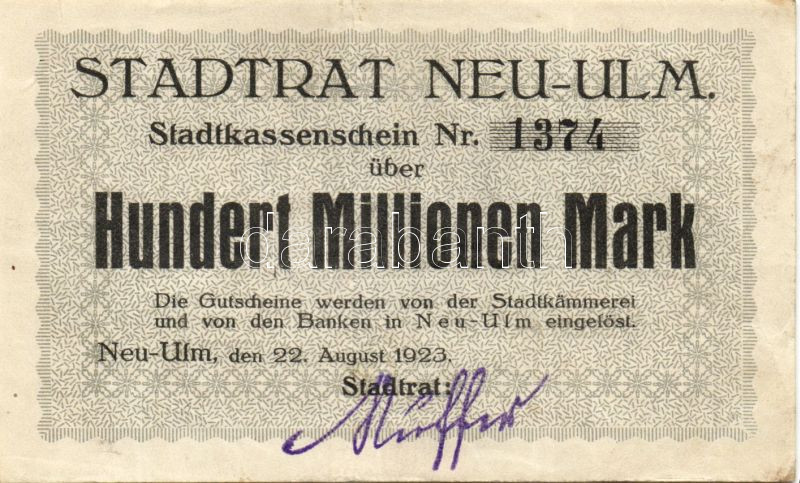 STADTRAT NEU-ULM.
Stadtkassenschein Nr. 1374
über
Hundert Millionen Mark
darabanth
Die Gutscheine werden von der Stadtkämmerei
und von den Banken in Neu-Ulm eingelöst.
Neu-Ulm, den 22. August 1923.
Stadtrat: